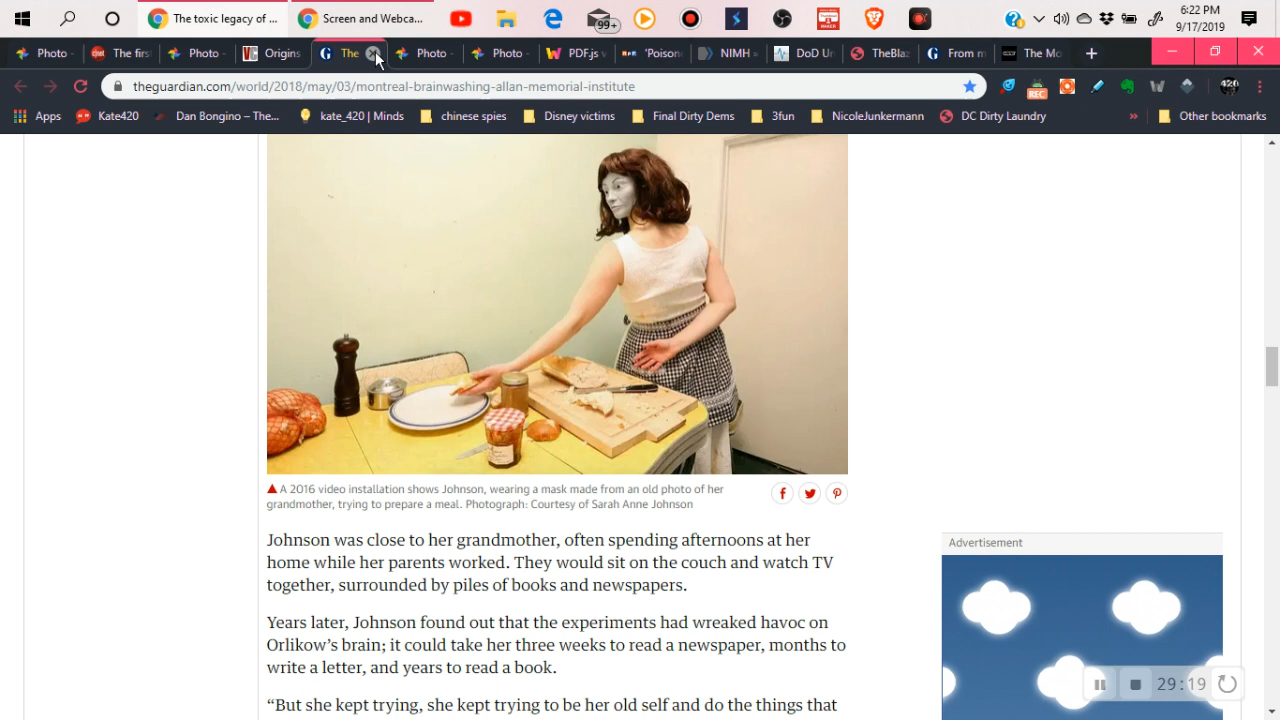 The toxic legacy of ...
Screen and Webca...
99+
6:22 PM
9/17/2019
Photo -
The first
Photo -
Origins
The
Photo -
Photo -
PDF.js v
'Poison
NIMH »
DoD Ur
TheBlaz
From m
The Mo
theguardian.com/world/2018/may/03/montreal-brainwashing-allan-memorial-institute
REC
Apps
Kate420
Dan Bongino – The...
kate_420 | Minds
chinese spies
Disney victims
Final Dirty Dems
3fun
NicoleJunkermann
DC Dirty Laundry
»
Other bookmarks
A 2016 video installation shows Johnson, wearing a mask made from an old photo of her
grandmother, trying to prepare a meal. Photograph: Courtesy of Sarah Anne Johnson
Johnson was close to her grandmother, often spending afternoons at her
home while her parents worked. They would sit on the couch and watch TV
together, surrounded by piles of books and newspapers.
Years later, Johnson found out that the experiments had wreaked havoc on
Orlikow's brain; it could take her three weeks to read a newspaper, months to
write a letter, and years to read a book.
“But she kept trying, she kept trying to be her old self and do the things that
Advertisement
29:19